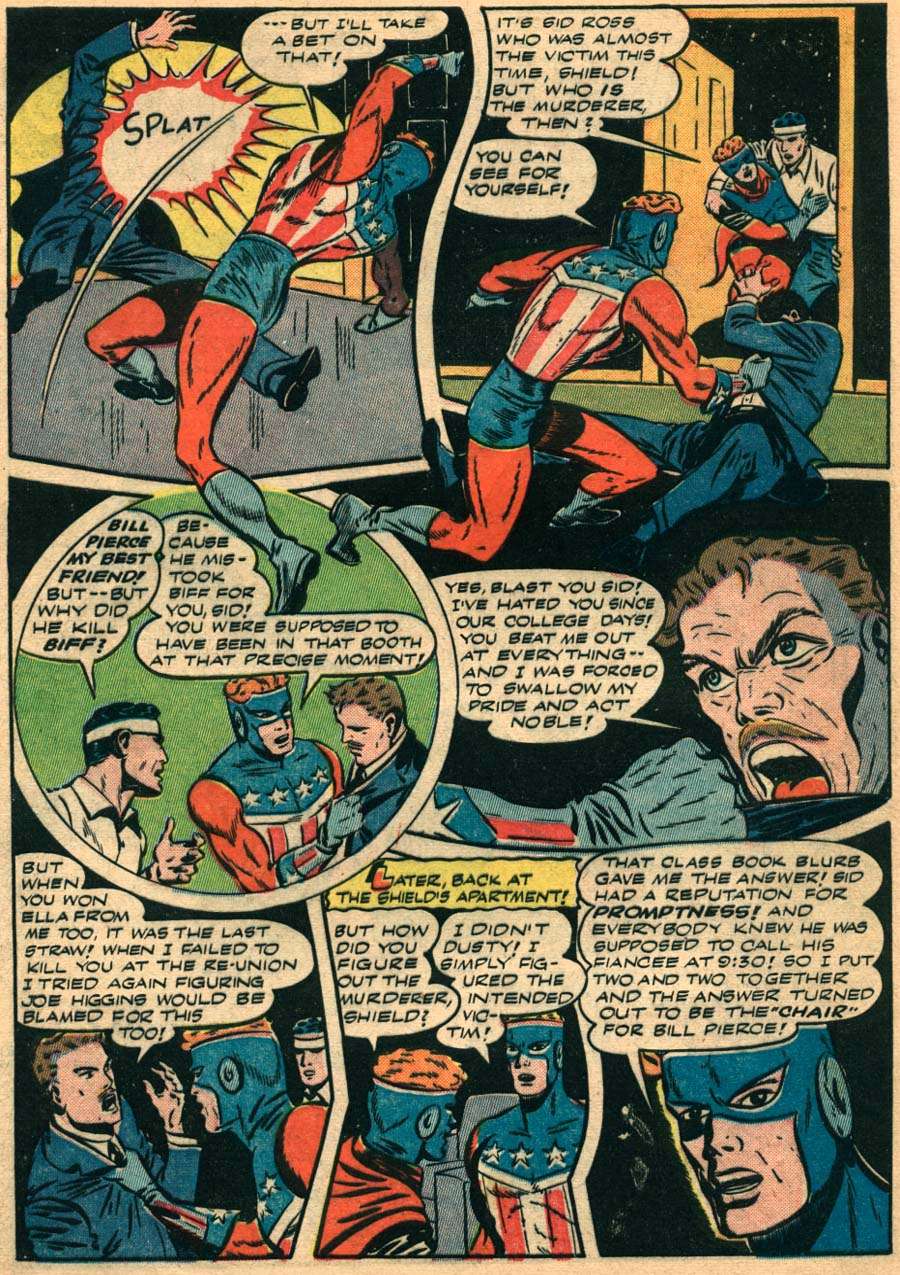 ---BUT I'LL TAKE
A BET ON
THAT!
SPLAT
IT'S SID ROSS
WHO WAS ALMOST
THE VICTIM THIS
TIME, SHIELD!
BUT WHO IS
THE MURDERER,
THEN?
YOU CAN
SEE FOR
YOURSELF!
BILL
PIERCE
MY BEST
FRIEND!
BUT--BUT
WHY DID
HE KILL
BIFF?
BE-
CAUSE
HE MIS-
TOOK
BIFF FOR
YOU, SID!
YOU WERE SUPPOSED TO
HAVE BEEN IN THAT BOOTH
AT THAT PRECISE MOMENT!
YES, BLAST YOU SID!
I'VE HATED YOU SINCE
OUR COLLEGE DAYS!
YOU BEAT ME OUT
AT EVERYTHING--
AND I WAS FORCED
TO SWALLOW MY
PRIDE AND ACT
NOBLE!
BUT
WHEN
YOU WON
ELLA FROM
ME TOO, IT WAS THE LAST
STRAW! WHEN I FAILED TO
KILL YOU AT THE RE-UNION
I TRIED AGAIN FIGURING
JOE HIGGINS WOULD BE
BLAMED FOR THIS
TOO!
LATER, BACK AT
THE SHIELD'S APARTMENT!
BUT HOW
DID YOU
FIGURE
OUT THE
MURDERER,
SHIELD?
I DIDN'T
DUSTY! I
SIMPLY FIG-
URED THE
INTENDED
VIC-
TIM!
THAT CLASS BOOK BLURB
GAVE ME THE ANSWER! SID
HAD A REPUTATION FOR
PROMPTNESS! AND
EVERYBODY KNEW HE WAS
SUPPOSED TO CALL HIS
FIANCEE AT 9:30! SO I PUT
TWO AND TWO TOGETHER
AND THE ANSWER TURNED
OUT TO BE THE "CHAIR"
FOR BILL PIERCE!